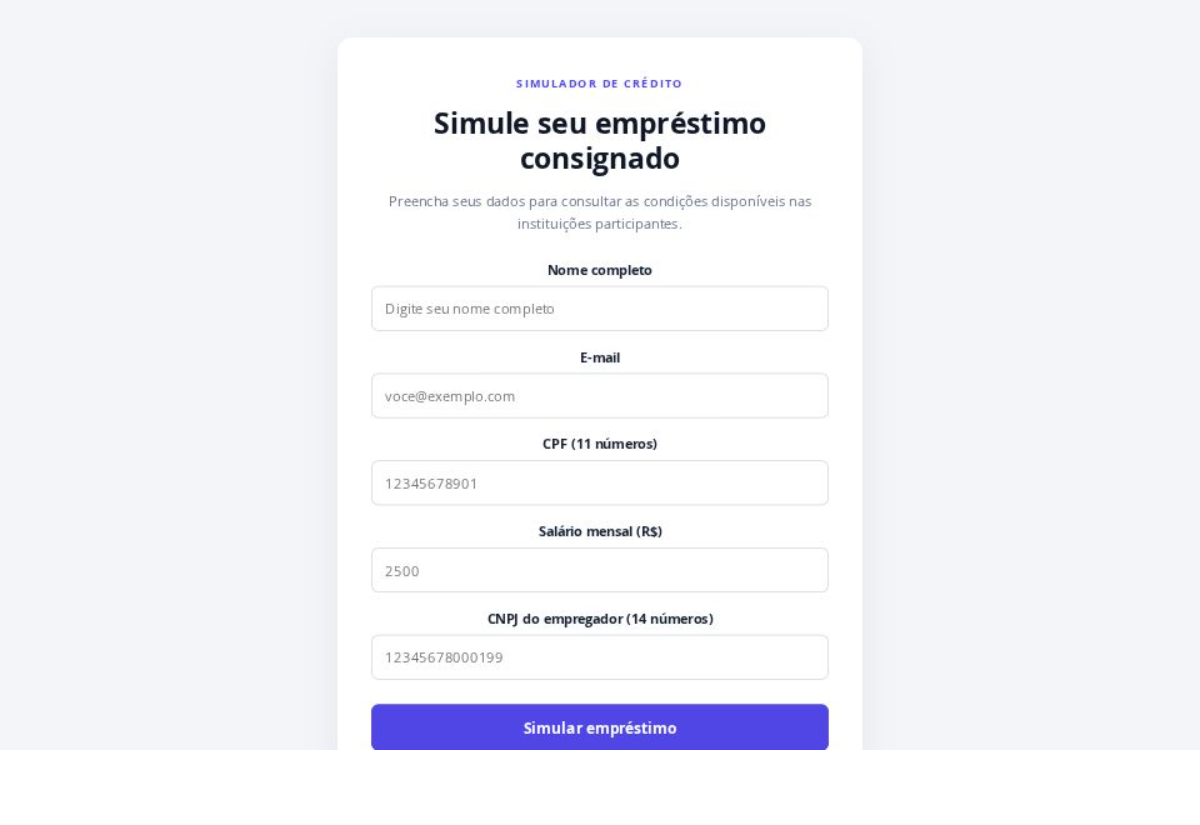 SIMULADOR DE CRÉDITO
Simule seu empréstimo
consignado
Preencha seus dados para consultar as condições disponíveis nas
instituições participantes.
Nome completo
Digite seu nome completo
E-mail
voce@exemplo.com
CPF (11 números)
12345678901
Salário mensal (R$)
2500
CNPJ do empregador (14 números)
12345678000199
Simular empréstimo